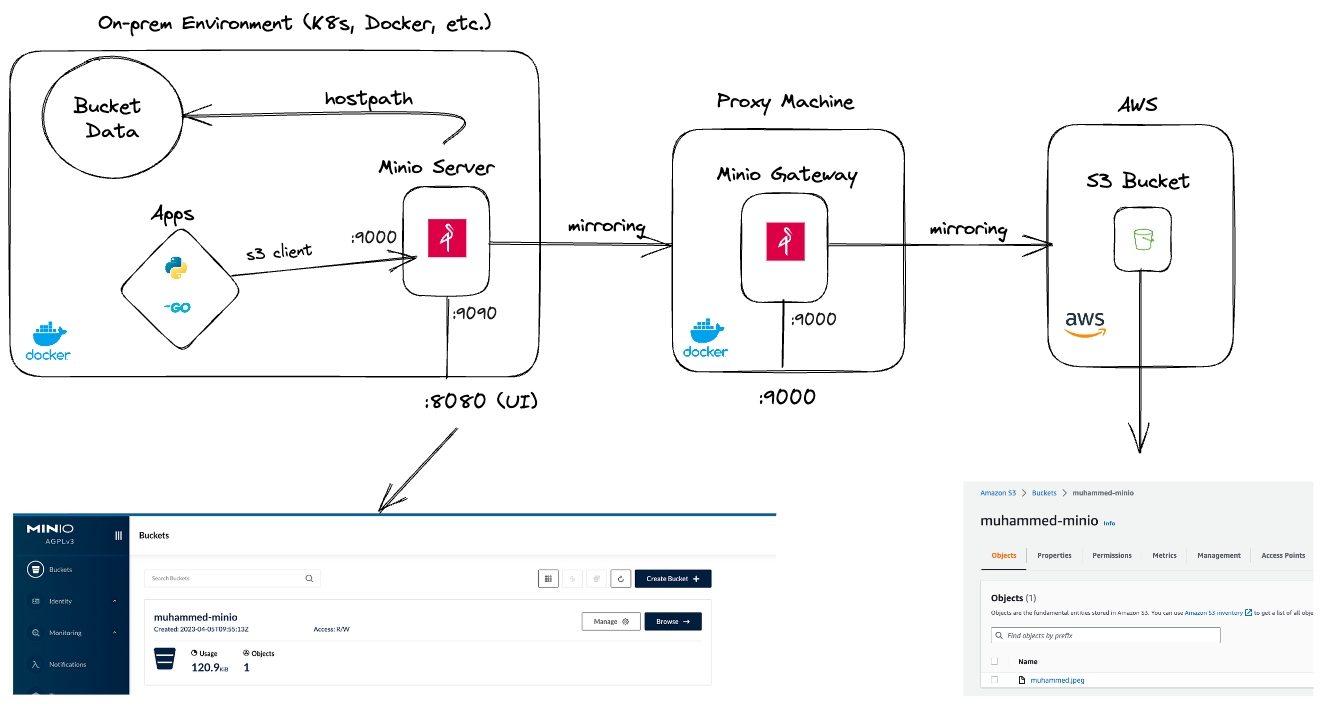 On-prem Environment (K8s, Docker, etc.)
Bucket
Data
hostpath
Minio Server
Apps
:9000
s3 client
GO
:9090
docker
:8080 (UI)
mirroring
Proxy Machine
Minio Gateway
:9000
docker
:9000
mirroring
AWS
S3 Bucket
aws
MINIO
AGPLv3
Buckets
Identity
Monitoring
Notifications
Buckets
Search Buckets
Create Bucket +
muhammed-minio
Created: 2023-04-05T09:55:13Z Access: R/W
Manage
Browse →
Usage
120.9KiB
Objects
1
Amazon S3 > Buckets > muhammed-minio
muhammed-minio Info
Objects Properties Permissions Metrics Management Access Points
Objects (1)
Objects are the fundamental entities stored in Amazon S3. You can use Amazon S3 inventory to get a list of all obje
Find objects by prefix
Name
muhammed.jpeg